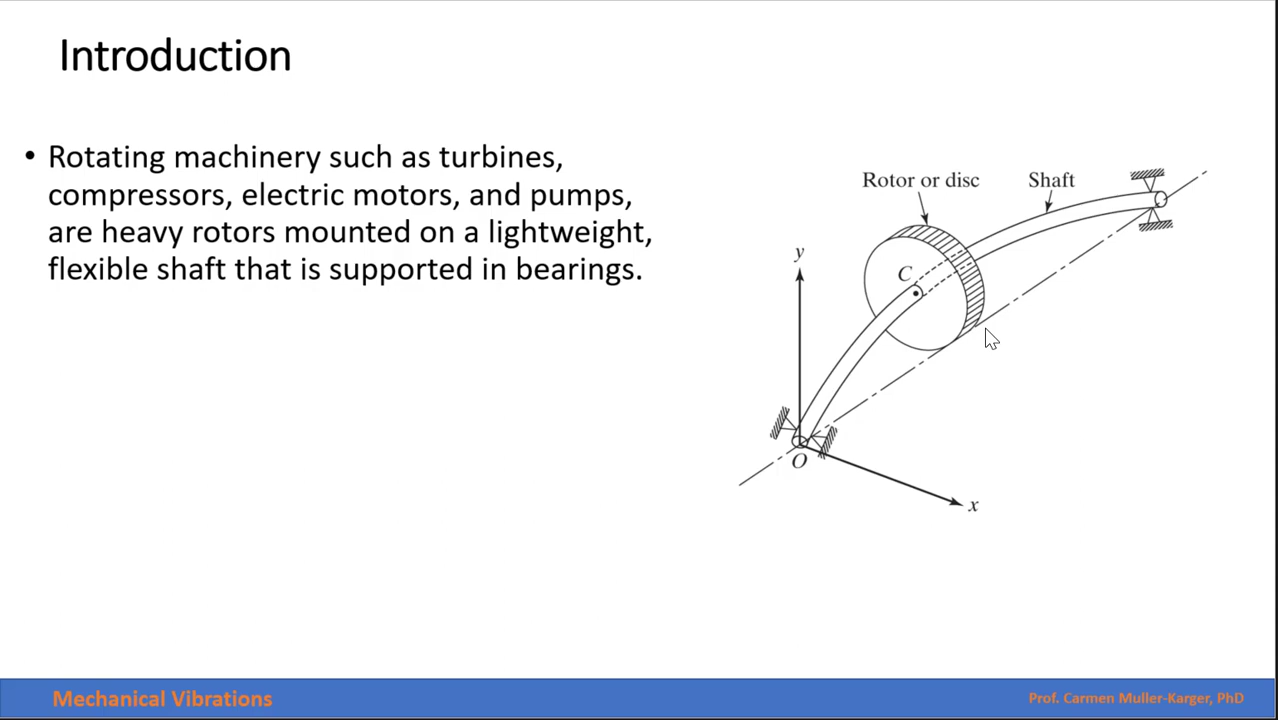 Introduction
• Rotating machinery such as turbines,
compressors, electric motors, and pumps,
are heavy rotors mounted on a lightweight,
flexible shaft that is supported in bearings.
Rotor or disc
Shaft
y
C
O
x
Mechanical Vibrations
Prof. Carmen Muller-Karger, PhD